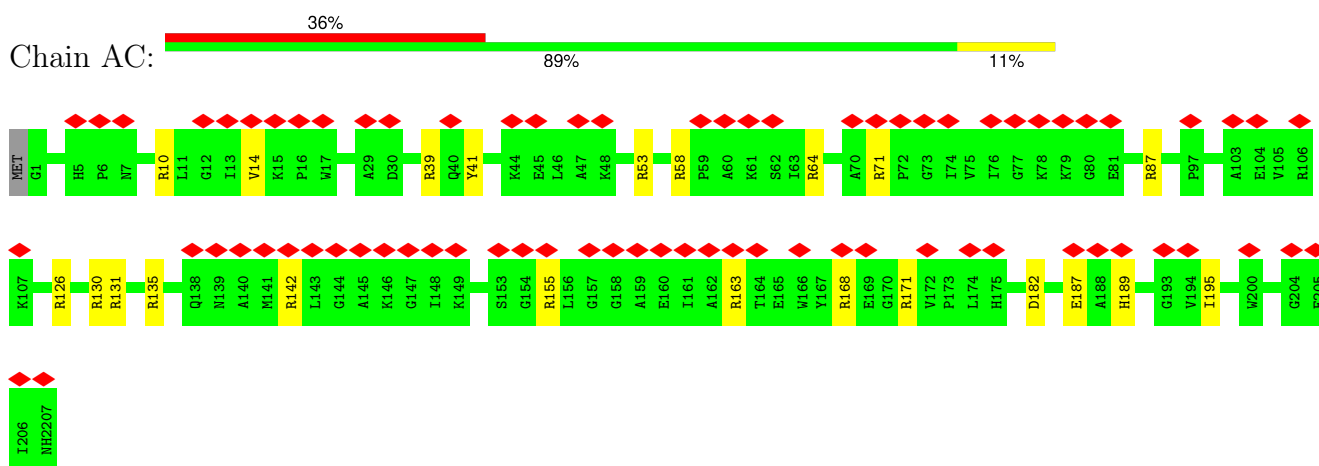 36%
Chain AC:
89% 11%
MET G1 H5 P6 N7 R10 L11 G12 I13 V14 K15 P16 W17 A29 D30 R39 Q40 Y41 K44 E45 L46 A47 K48 R53 R58 P59 A60 K61 S62 I63 R64 A70 R71 P72 G73 I74 V75 I76 G77 K78 K79 G80 E81 R87 P97 A103 E104 V105 R106
K107 R126 R130 R131 R135 Q138 N139 A140 M141 R142 L143 G144 A145 K146 G147 I148 K149 S153 G154 R155 L156 G157 G158 A159 E160 I161 A162 R163 T164 E165 W166 Y167 R168 E169 G170 R171 V172 P173 L174 H175 D182 E187 A188 H189 G193 V194 I195 W200 G204
I206 NH2207